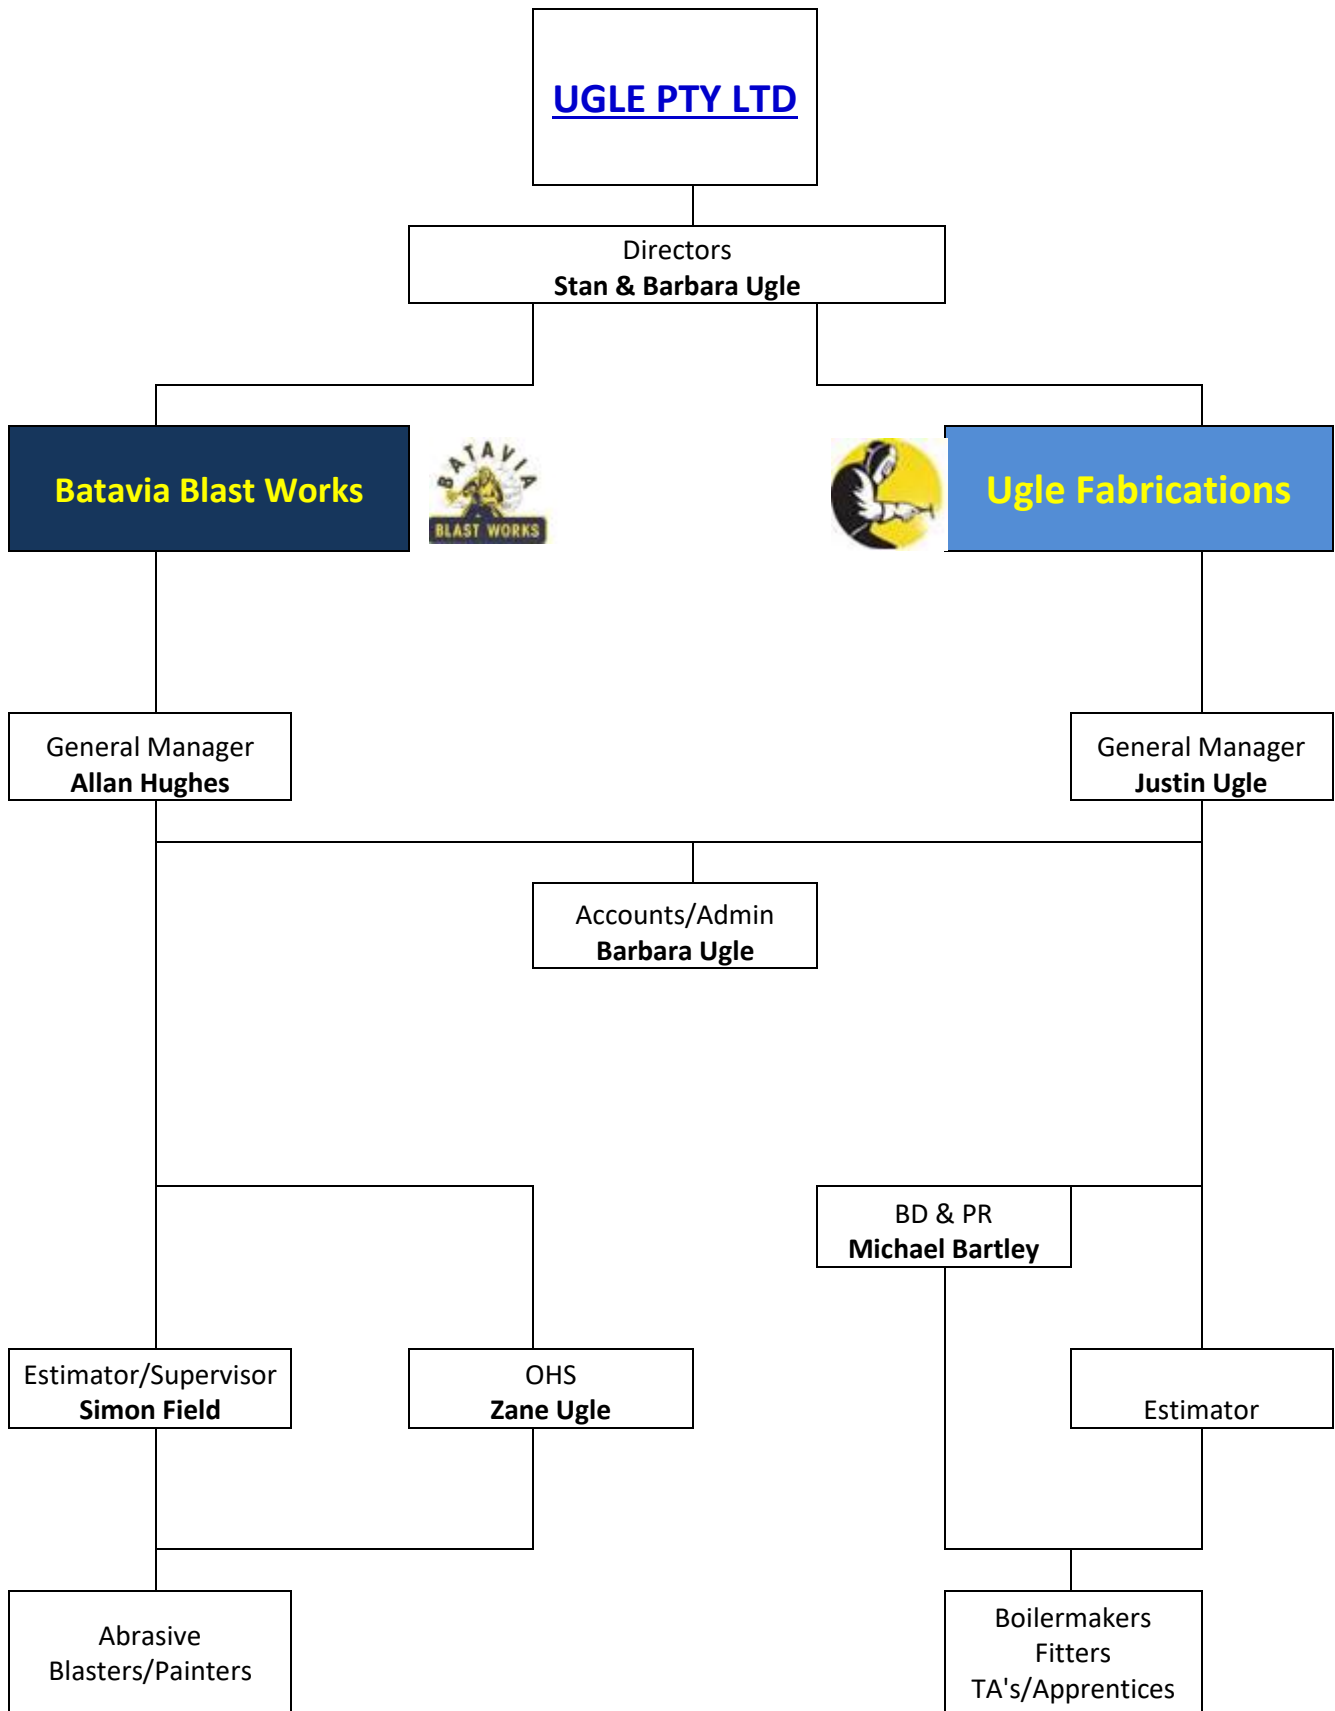 UGLE PTY LTD
Directors
Stan & Barbara Ugle
Batavia Blast Works
BATAVIA
BLAST WORKS
Ugle Fabrications
General Manager
Allan Hughes
General Manager
Justin Ugle
Accounts/Admin
Barbara Ugle
BD & PR
Michael Bartley
Estimator/Supervisor
Simon Field
OHS
Zane Ugle
Estimator
Abrasive
Blasters/Painters
Boilermakers
Fitters
TA's/Apprentices